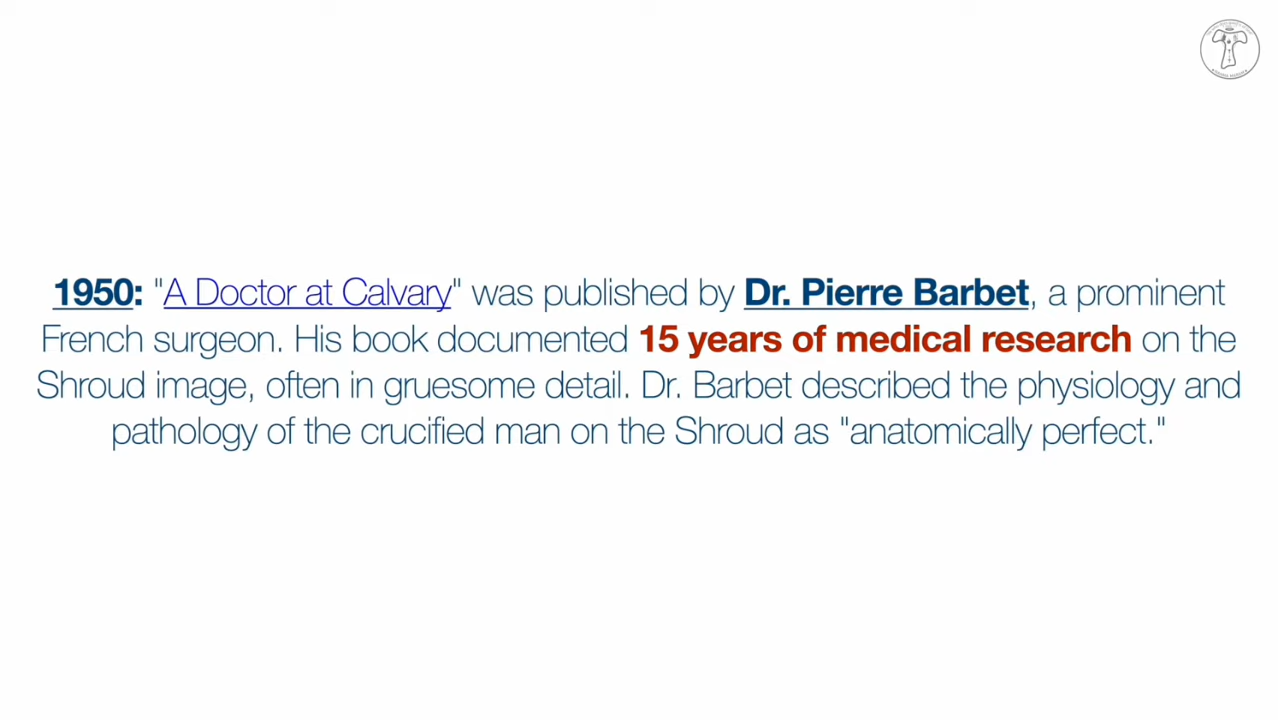 1950: "A Doctor at Calvary" was published by Dr. Pierre Barbet, a prominent
French surgeon. His book documented 15 years of medical research on the
Shroud image, often in gruesome detail. Dr. Barbet described the physiology and
pathology of the crucified man on the Shroud as "anatomically perfect."